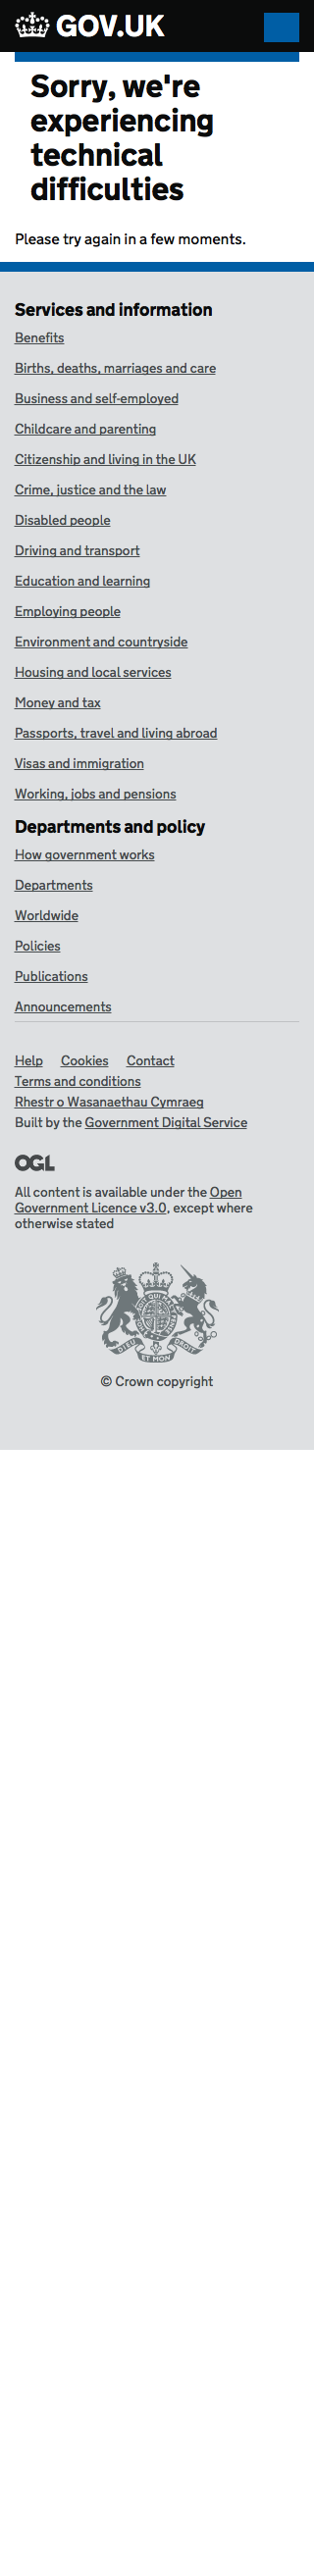 GOV.UK
Sorry, we're
experiencing
technical
difficulties
Please try again in a few moments.
Services and information
Benefits
Births, deaths, marriages and care
Business and self-employed
Childcare and parenting
Citizenship and living in the UK
Crime, justice and the law
Disabled people
Driving and transport
Education and learning
Employing people
Environment and countryside
Housing and local services
Money and tax
Passports, travel and living abroad
Visas and immigration
Working, jobs and pensions
Departments and policy
How government works
Departments
Worldwide
Policies
Publications
Announcements
Help Cookies Contact
Terms and conditions
Rhestr o Wasanaethau Cymraeg
Built by the Government Digital Service
OGL
All content is available under the Open
Government Licence v3.0, except where
otherwise stated
DIEU ET MON DROIT
© Crown copyright